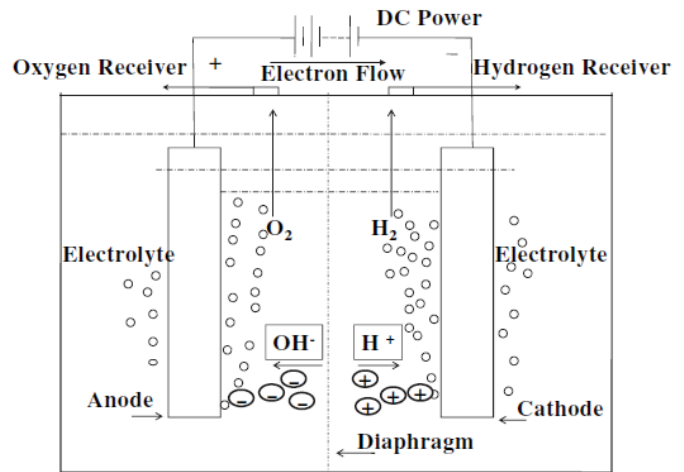 DC Power
Oxygen Receiver
+
−
Hydrogen Receiver
Electron Flow
O₂
H₂
Electrolyte
Electrolyte
OH⁻
H⁺
− − − −
+ + + +
Anode
Cathode
Diaphragm